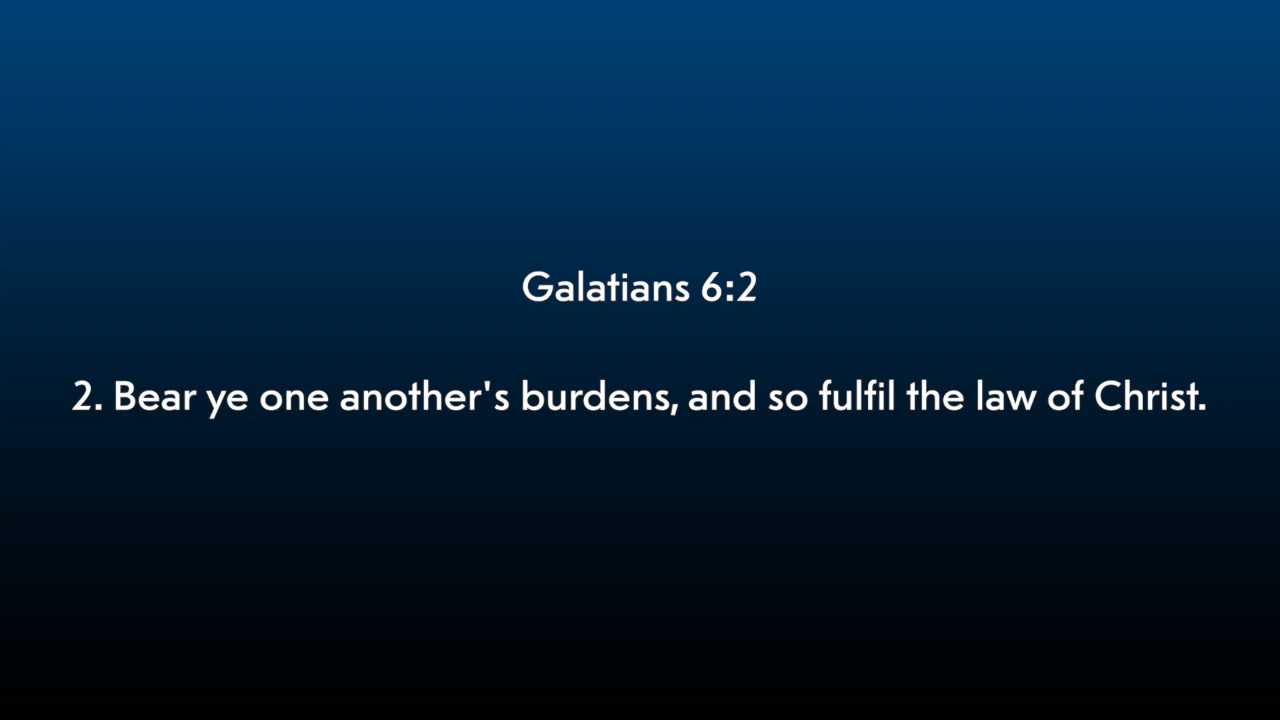 Galatians 6:2
2. Bear ye one another's burdens, and so fulfil the law of Christ.